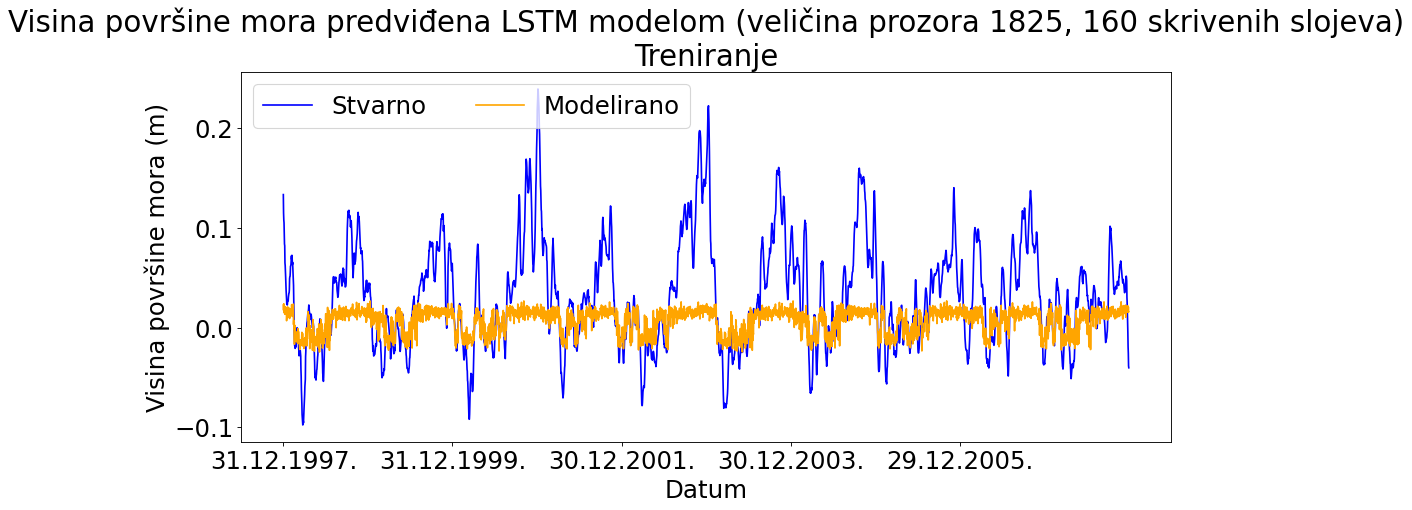 Visina površine mora predviđena LSTM modelom (veličina prozora 1825, 160 skrivenih slojeva)
Treniranje
Stvarno Modelirano
Visina površine mora (m)
0.2
0.1
0.0
−0.1
31.12.1997. 31.12.1999. 30.12.2001. 30.12.2003. 29.12.2005.
Datum